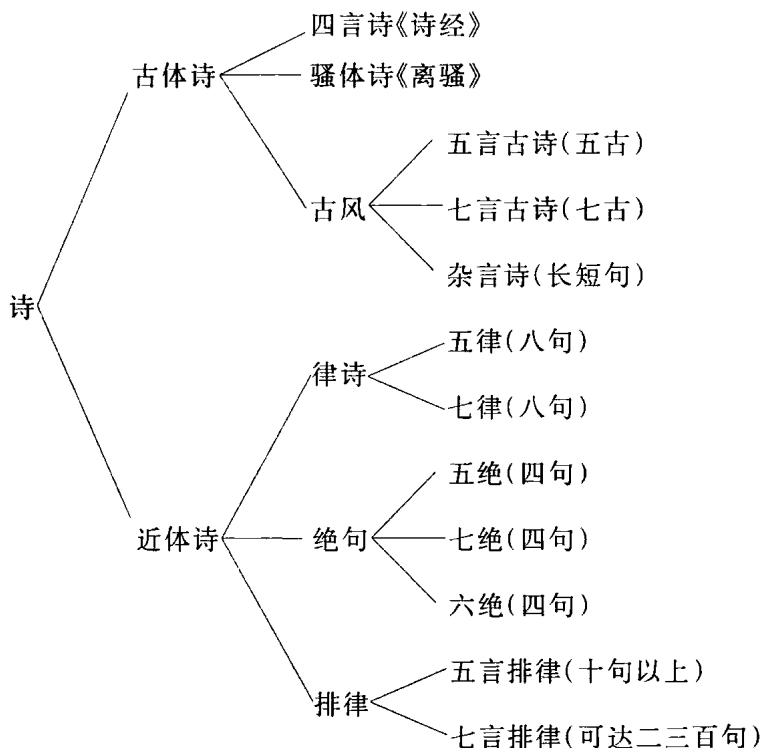 四言诗《诗经》
古体诗
骚体诗《离骚》
五言古诗(五古)
古风
七言古诗(七古)
杂言诗(长短句)
诗
五律(八句)
律诗
七律(八句)
五绝(四句)
近体诗
绝句
七绝(四句)
六绝(四句)
五言排律(十句以上)
排律
七言排律(可达二三百句)